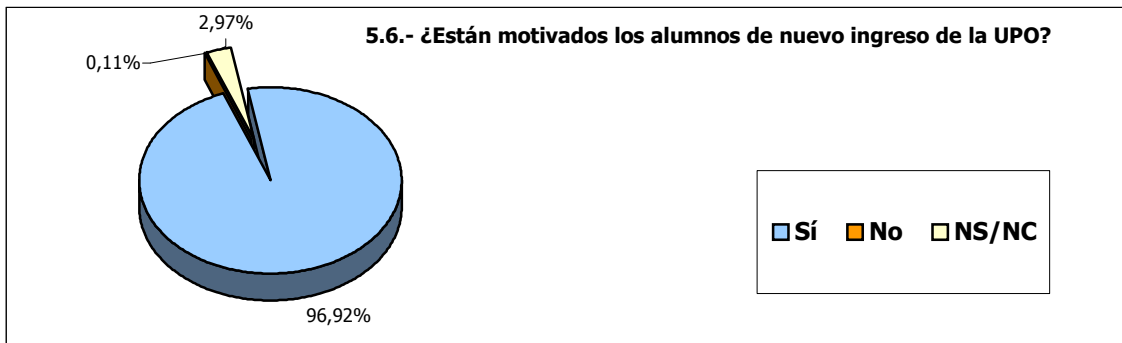 5.6.- ¿Están motivados los alumnos de nuevo ingreso de la UPO?
2,97%
0,11%
96,92%
Sí No NS/NC